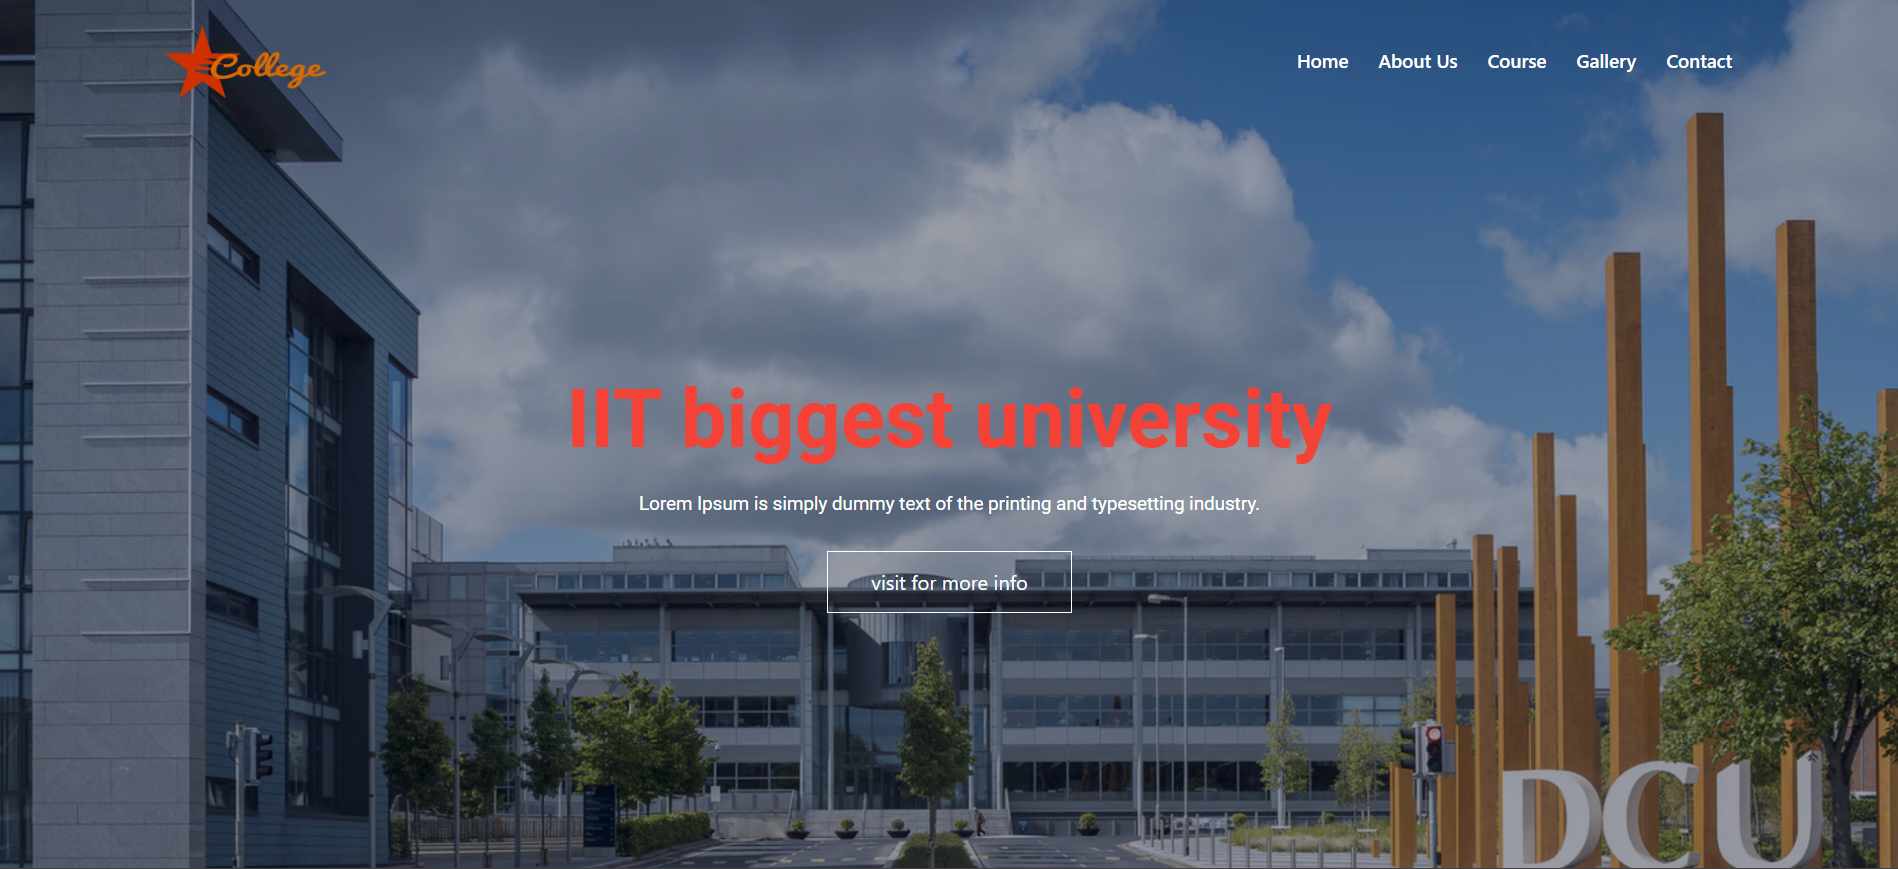 College
Home About Us Course Gallery Contact
IIT biggest university
Lorem Ipsum is simply dummy text of the printing and typesetting industry.
visit for more info
DCU